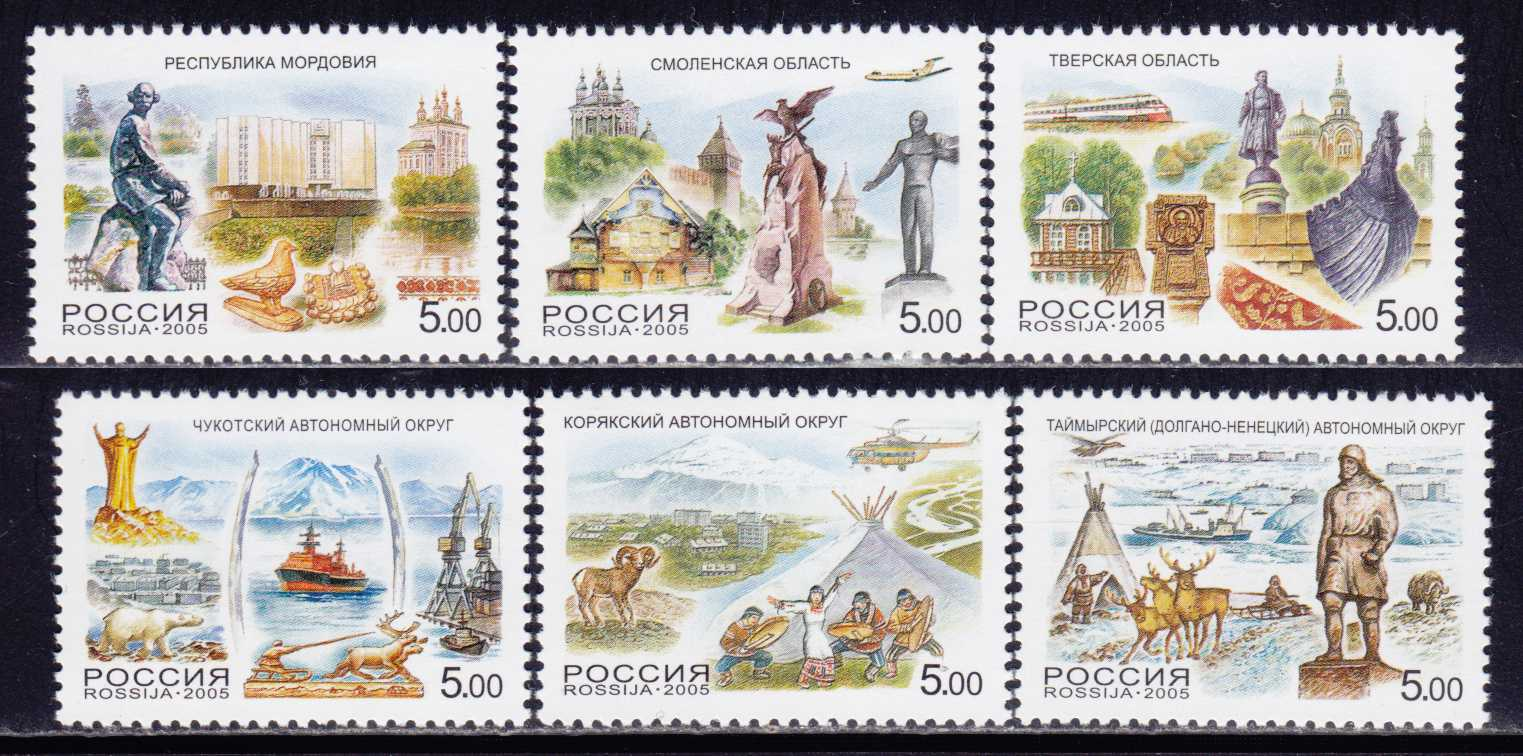 РЕСПУБЛИКА МОРДОВИЯ
РОССИЯ
ROSSIJA·2005
5.00
СМОЛЕНСКАЯ ОБЛАСТЬ
РОССИЯ
ROSSIJA·2005
5.00
ТВЕРСКАЯ ОБЛАСТЬ
РОССИЯ
ROSSIJA·2005
5.00
ЧУКОТСКИЙ АВТОНОМНЫЙ ОКРУГ
РОССИЯ
ROSSIJA·2005
5.00
КОРЯКСКИЙ АВТОНОМНЫЙ ОКРУГ
РОССИЯ
ROSSIJA·2005
5.00
ТАЙМЫРСКИЙ (ДОЛГАНО-НЕНЕЦКИЙ) АВТОНОМНЫЙ ОКРУГ
РОССИЯ
ROSSIJA·2005
5.00